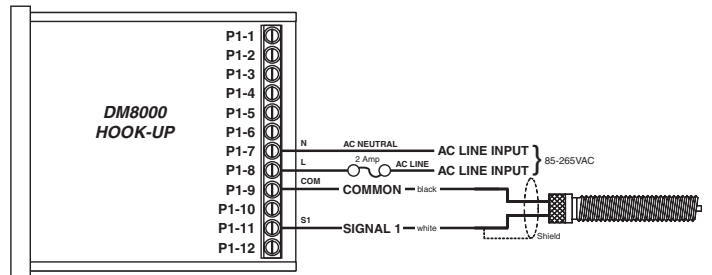 DM8000
HOOK-UP
P1-1
P1-2
P1-3
P1-4
P1-5
P1-6
P1-7 N AC NEUTRAL AC LINE INPUT
85-265VAC
P1-8 L 2 Amp AC LINE AC LINE INPUT
P1-9 COM COMMON black
P1-10
P1-11 S1 SIGNAL 1 white
Shield
P1-12